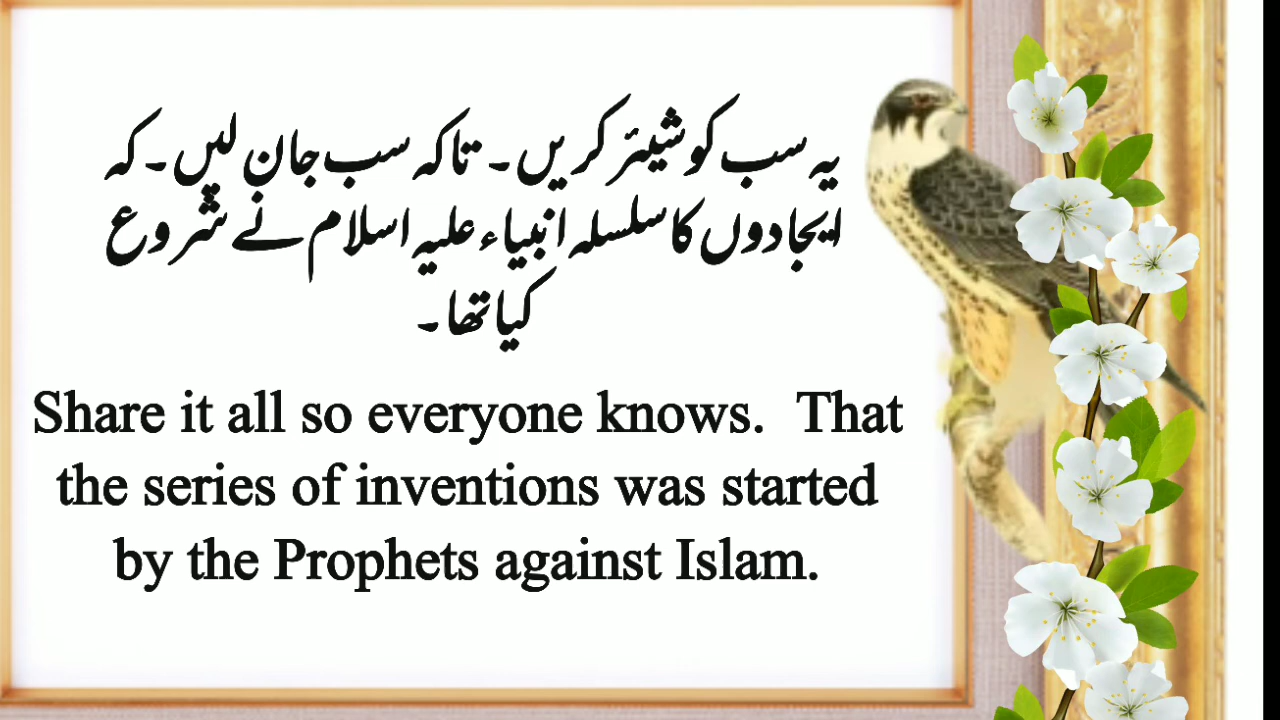 یہ سب کو شیئر کریں۔ تاکہ سب جان لیں۔ کہ
ایجادوں کا سلسلہ انبیاء علیہ اسلام نے شروع
کیا تھا۔
Share it all so everyone knows. That
the series of inventions was started
by the Prophets against Islam.